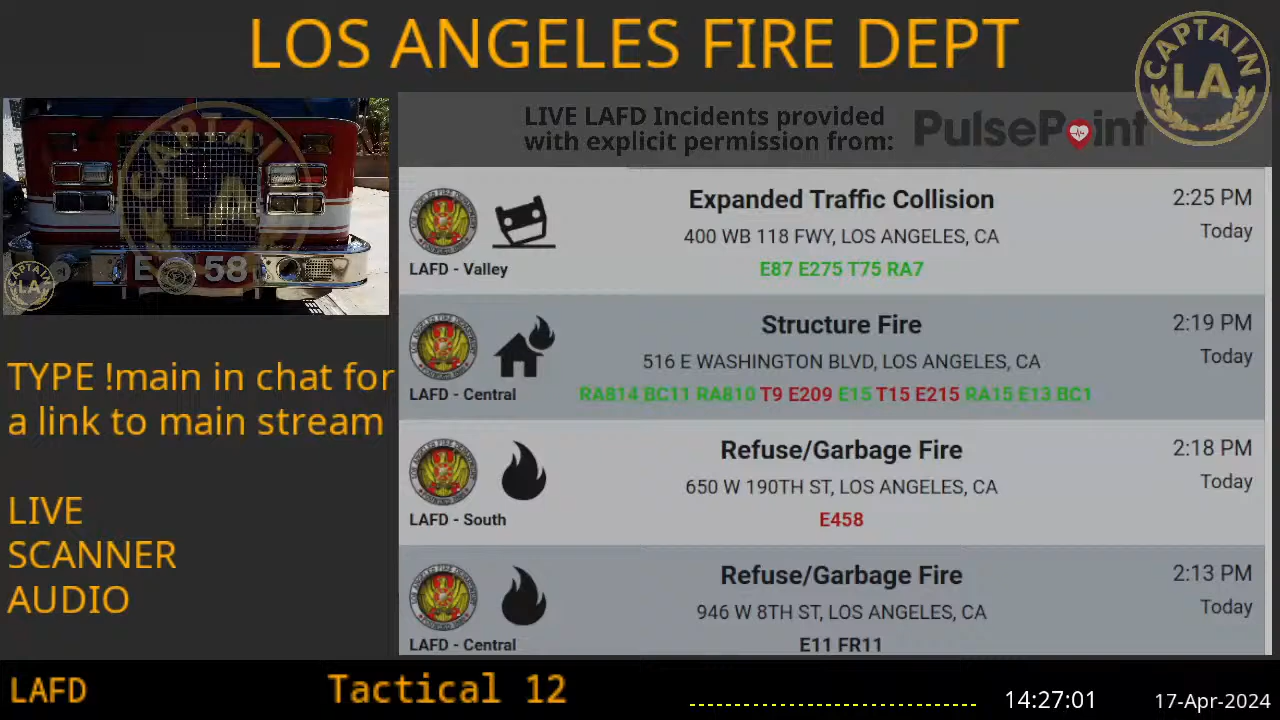 LOS ANGELES FIRE DEPT
CAPTAIN
LA
LIVE LAFD Incidents provided
with explicit permission from:
PulsePoint
CAPTAIN
LA
E 58
CAPTAIN
LA
Expanded Traffic Collision
2:25 PM
400 WB 118 FWY, LOS ANGELES, CA
Today
LAFD - Valley
E87 E275 T75 RA7
Structure Fire
2:19 PM
516 E WASHINGTON BLVD, LOS ANGELES, CA
Today
LAFD - Central
RA814 BC11 RA810 T9 E209 E15 T15 E215 RA15 E13 BC1
Refuse/Garbage Fire
2:18 PM
650 W 190TH ST, LOS ANGELES, CA
Today
LAFD - South
E458
Refuse/Garbage Fire
2:13 PM
946 W 8TH ST, LOS ANGELES, CA
Today
LAFD - Central
E11 FR11
TYPE !main in chat for
a link to main stream
LIVE
SCANNER
AUDIO
LAFD
Tactical 12
14:27:01
17-Apr-2024